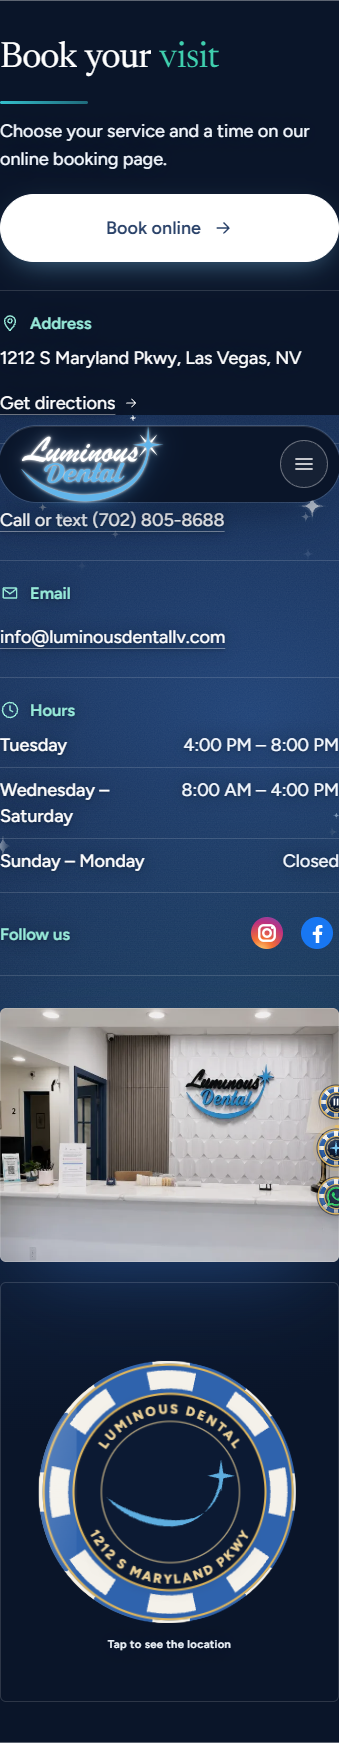 Book your visit
Choose your service and a time on our
online booking page.
Book online →
Address
1212 S Maryland Pkwy, Las Vegas, NV
Get directions →
Luminous
Dental
Call or text (702) 805-8688
Email
info@luminousdentallv.com
Hours
Tuesday 4:00 PM – 8:00 PM
Wednesday – 8:00 AM – 4:00 PM
Saturday
Sunday – Monday Closed
Follow us
Luminous
Dental
2
LUMINOUS DENTAL
1212 S MARYLAND PKWY
Tap to see the location